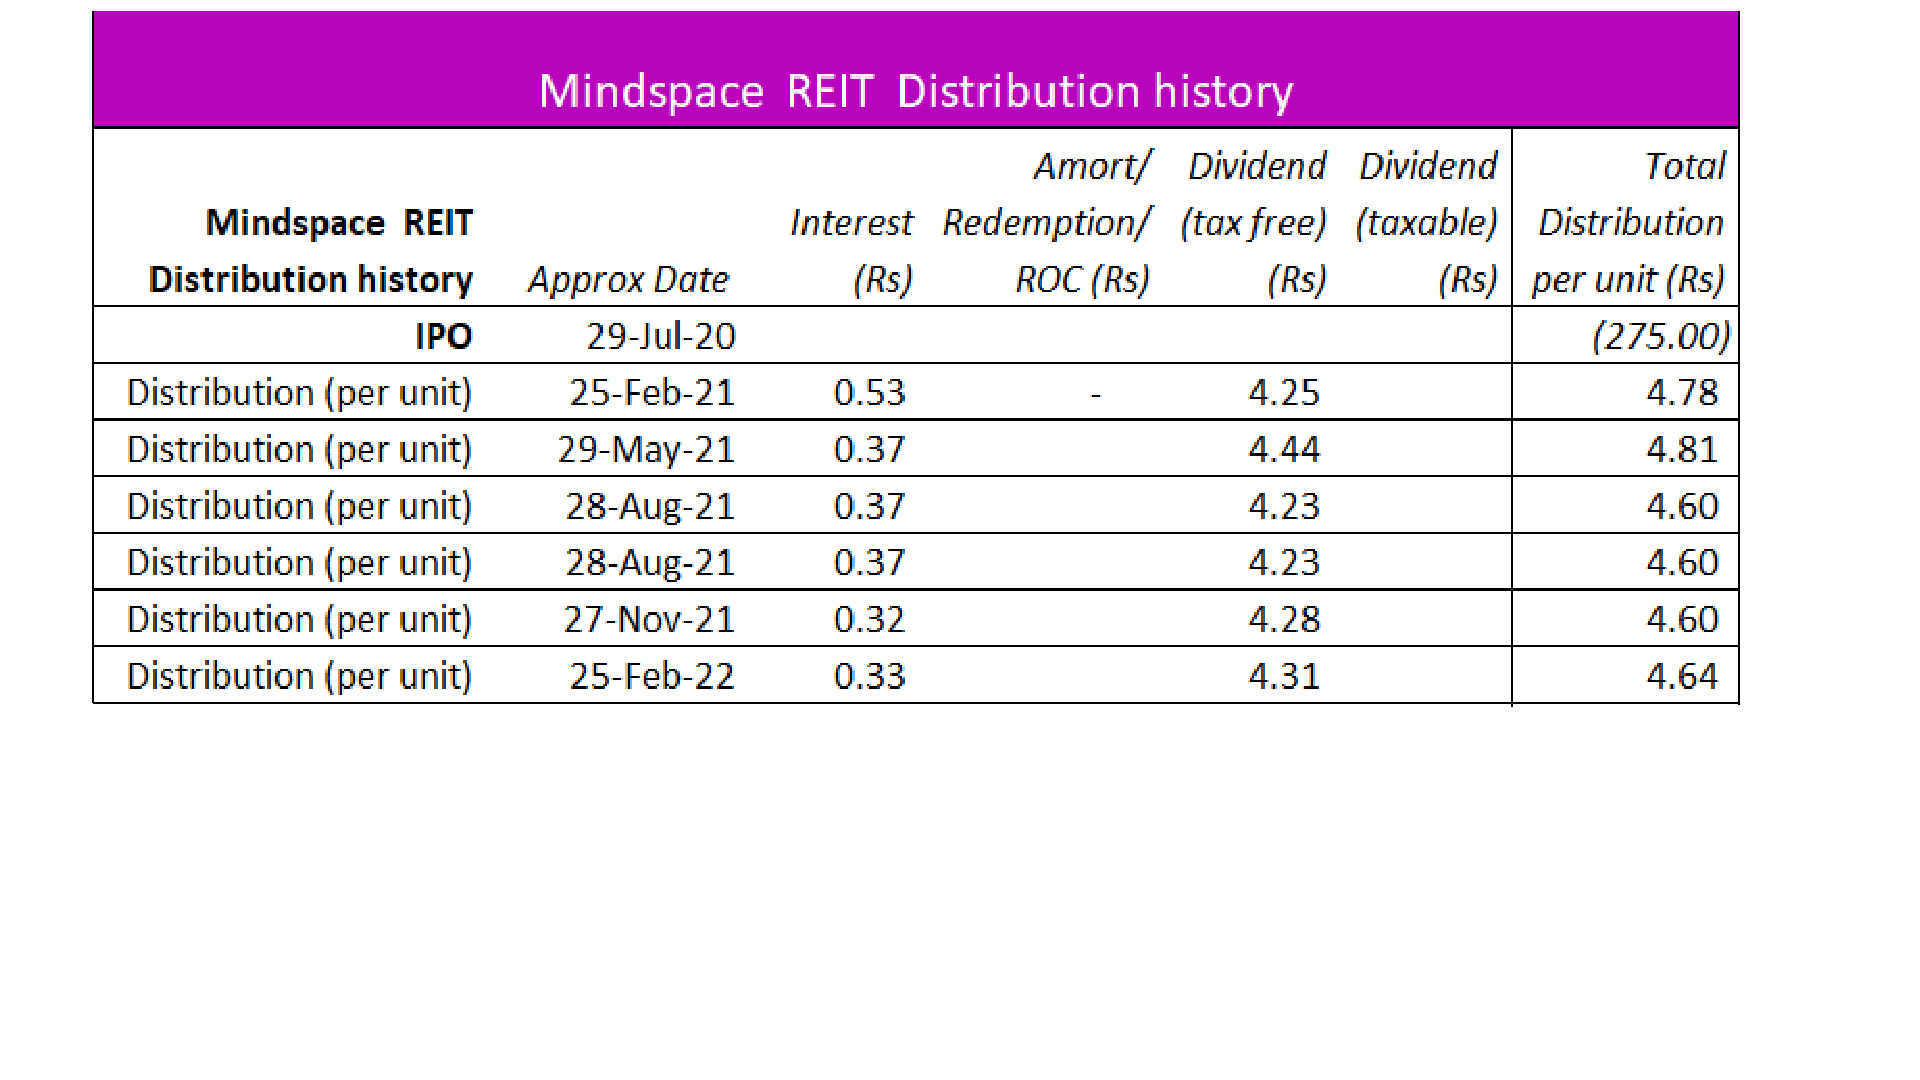 Mindspace REIT Distribution history
Amort/ Dividend Dividend Total
Mindspace REIT Interest Redemption/ (tax free) (taxable) Distribution
Distribution history Approx Date (Rs) ROC (Rs) (Rs) (Rs) per unit (Rs)
IPO 29-Jul-20 (275.00)
Distribution (per unit) 25-Feb-21 0.53 - 4.25 4.78
Distribution (per unit) 29-May-21 0.37 4.44 4.81
Distribution (per unit) 28-Aug-21 0.37 4.23 4.60
Distribution (per unit) 28-Aug-21 0.37 4.23 4.60
Distribution (per unit) 27-Nov-21 0.32 4.28 4.60
Distribution (per unit) 25-Feb-22 0.33 4.31 4.64